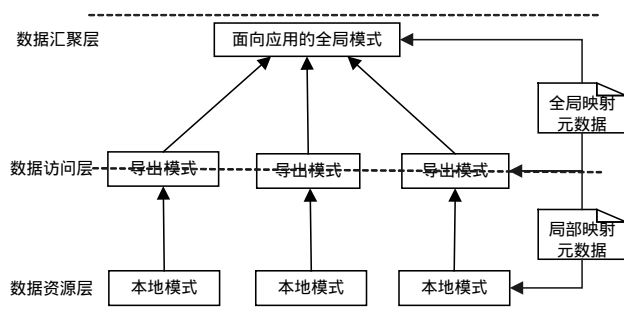 数据汇聚层
面向应用的全局模式
全局映射
元数据
数据访问层
导出模式
导出模式
导出模式
局部映射
元数据
数据资源层
本地模式
本地模式
本地模式